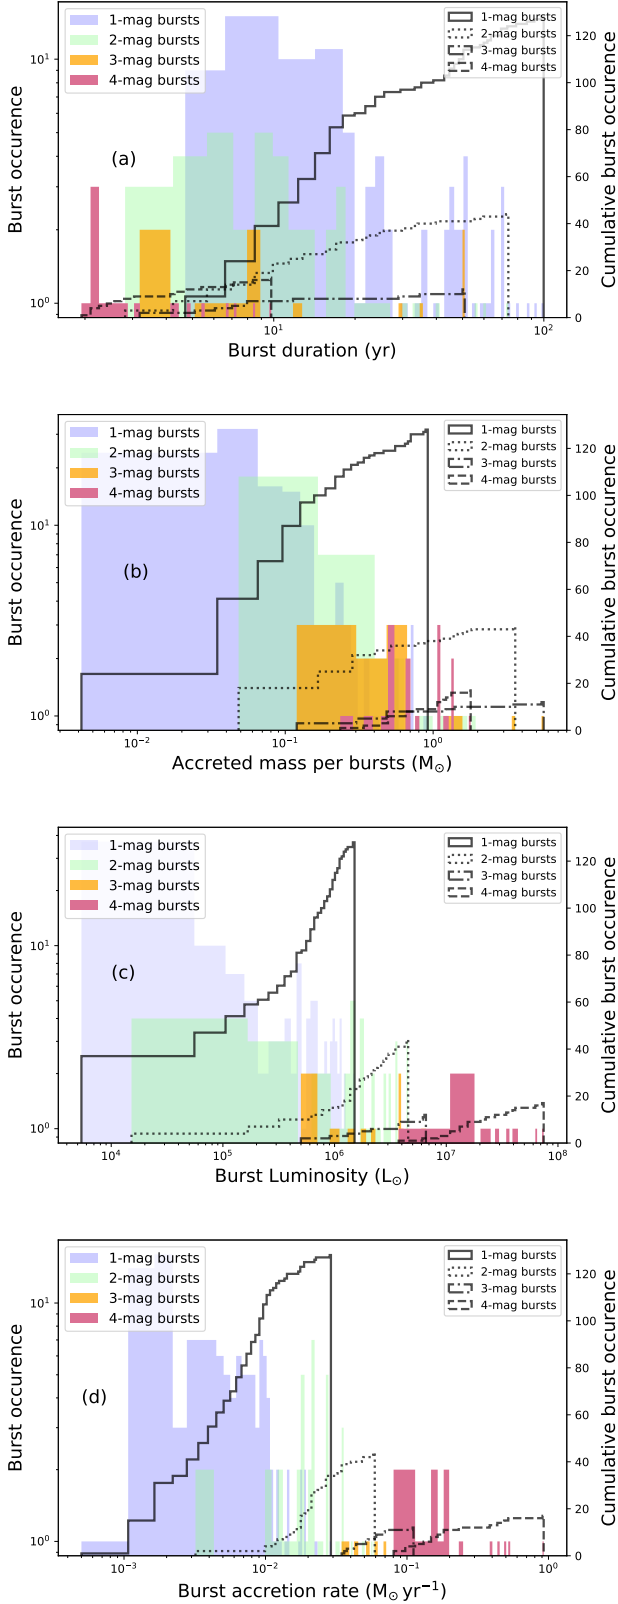 1-mag bursts
2-mag bursts
3-mag bursts
4-mag bursts
1-mag bursts
2-mag bursts
3-mag bursts
4-mag bursts
(a)
10¹
10⁰
120
100
80
60
40
20
0
10¹
10²
Burst occurence
Cumulative burst occurence
Burst duration (yr)
1-mag bursts
2-mag bursts
3-mag bursts
4-mag bursts
1-mag bursts
2-mag bursts
3-mag bursts
4-mag bursts
(b)
10¹
10⁰
120
100
80
60
40
20
0
10⁻²
10⁻¹
10⁰
Burst occurence
Cumulative burst occurence
Accreted mass per bursts (M⊙)
1-mag bursts
2-mag bursts
3-mag bursts
4-mag bursts
1-mag bursts
2-mag bursts
3-mag bursts
4-mag bursts
(c)
10¹
10⁰
120
100
80
60
40
20
0
10⁴
10⁵
10⁶
10⁷
10⁸
Burst occurence
Cumulative burst occurence
Burst Luminosity (L⊙)
1-mag bursts
2-mag bursts
3-mag bursts
4-mag bursts
1-mag bursts
2-mag bursts
3-mag bursts
4-mag bursts
(d)
10¹
10⁰
120
100
80
60
40
20
0
10⁻³
10⁻²
10⁻¹
10⁰
Burst occurence
Cumulative burst occurence
Burst accretion rate (M⊙ yr⁻¹)